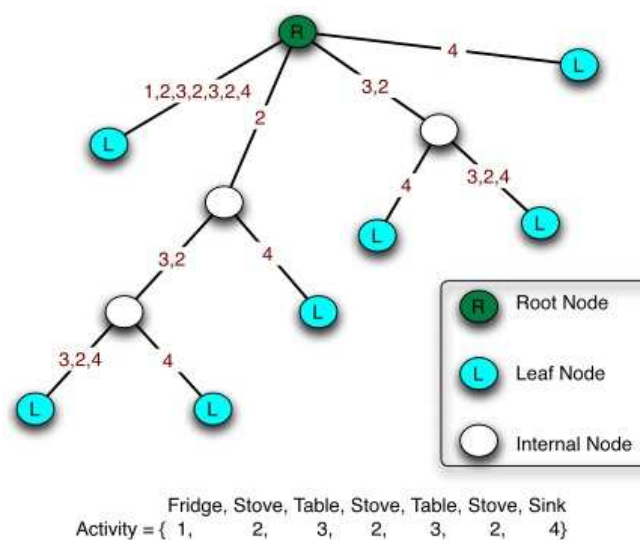 R
4
1,2,3,2,3,2,4
3,2
L
2
L
4
3,2,4
L
L
3,2
4
L
3,2,4
4
L
L
R Root Node
L Leaf Node
Internal Node
Fridge, Stove, Table, Stove, Table, Stove, Sink
Activity = { 1, 2, 3, 2, 3, 2, 4}